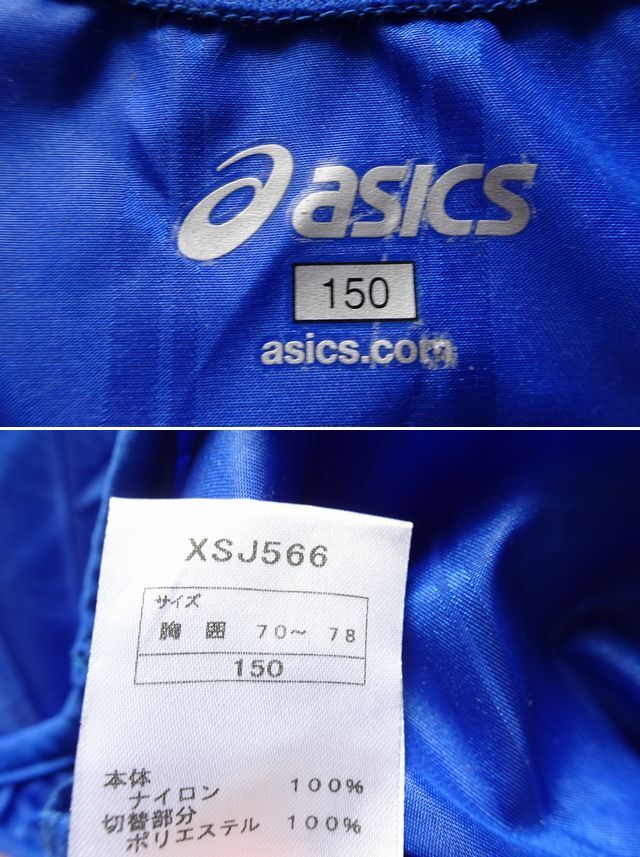 asics
150
asics.com
XSJ566
サイズ
胸囲 70～ 78
150
本体
ナイロン 100%
切替部分
ポリエステル 100%